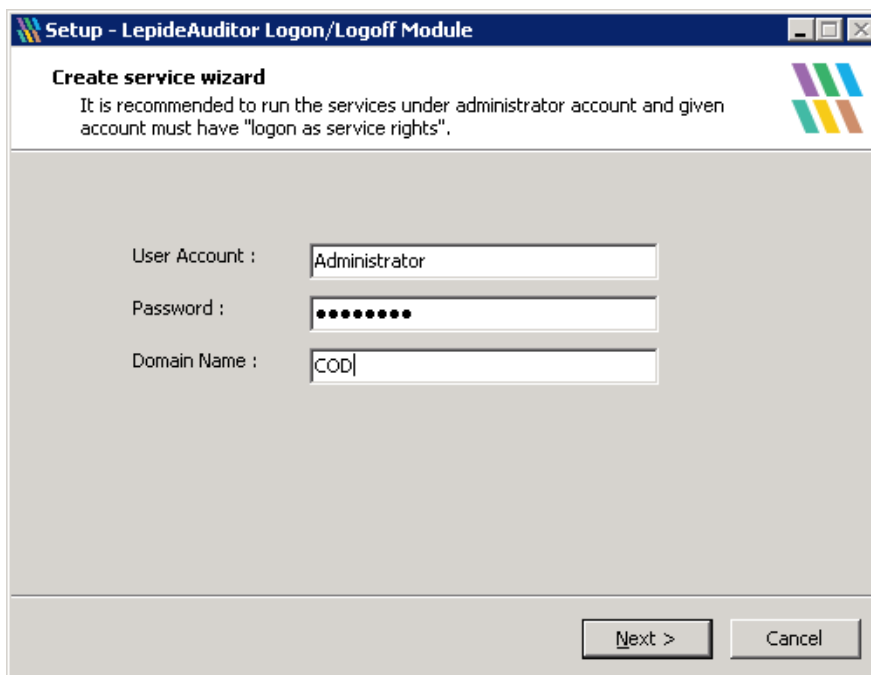 Setup - LepideAuditor Logon/Logoff Module
Create service wizard
It is recommended to run the services under administrator account and given
account must have "logon as service rights".
User Account :
Administrator
Password :
●●●●●●●●
Domain Name :
COD
Next >
Cancel